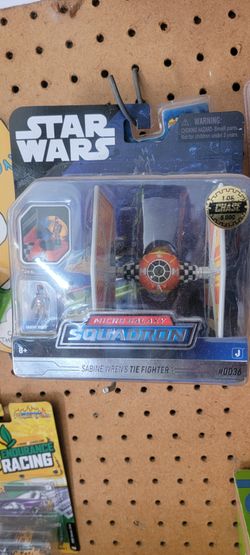 STAR
WARS
WARNING:
CHOKING HAZARD-Small parts.
Not for children under 3 years.
1 OF
CHASE
5,000
MICRO GALAXY
SQUADRON
8+
SABINE WREN'S TIE FIGHTER
#0036
ENDURANCE
RACING